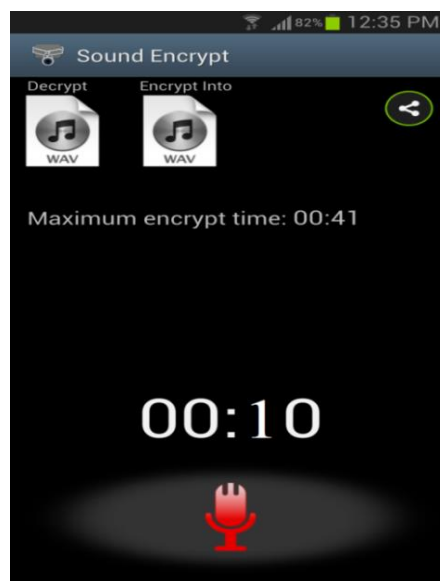 82% 12:35 PM
Sound Encrypt
Decrypt Encrypt Into
WAV WAV
Maximum encrypt time: 00:41
00:10